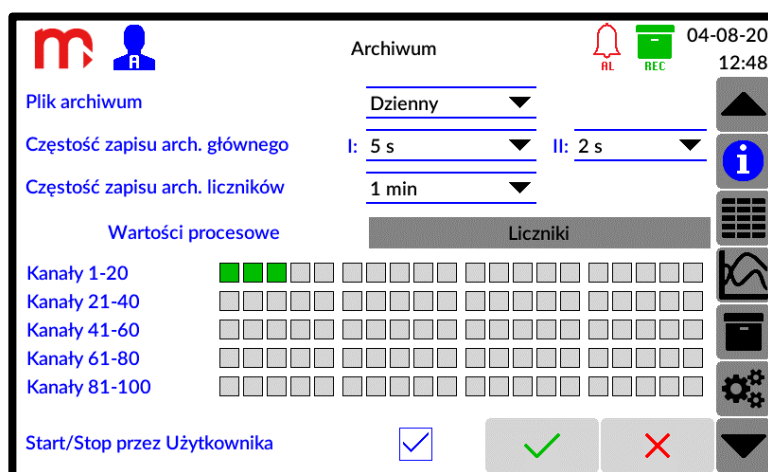 m A Archiwum AL REC 04-08-20
12:48
Plik archiwum Dzienny
Częstość zapisu arch. głównego I: 5 s II: 2 s
Częstość zapisu arch. liczników 1 min
Wartości procesowe Liczniki
Kanały 1-20
Kanały 21-40
Kanały 41-60
Kanały 61-80
Kanały 81-100
Start/Stop przez Użytkownika